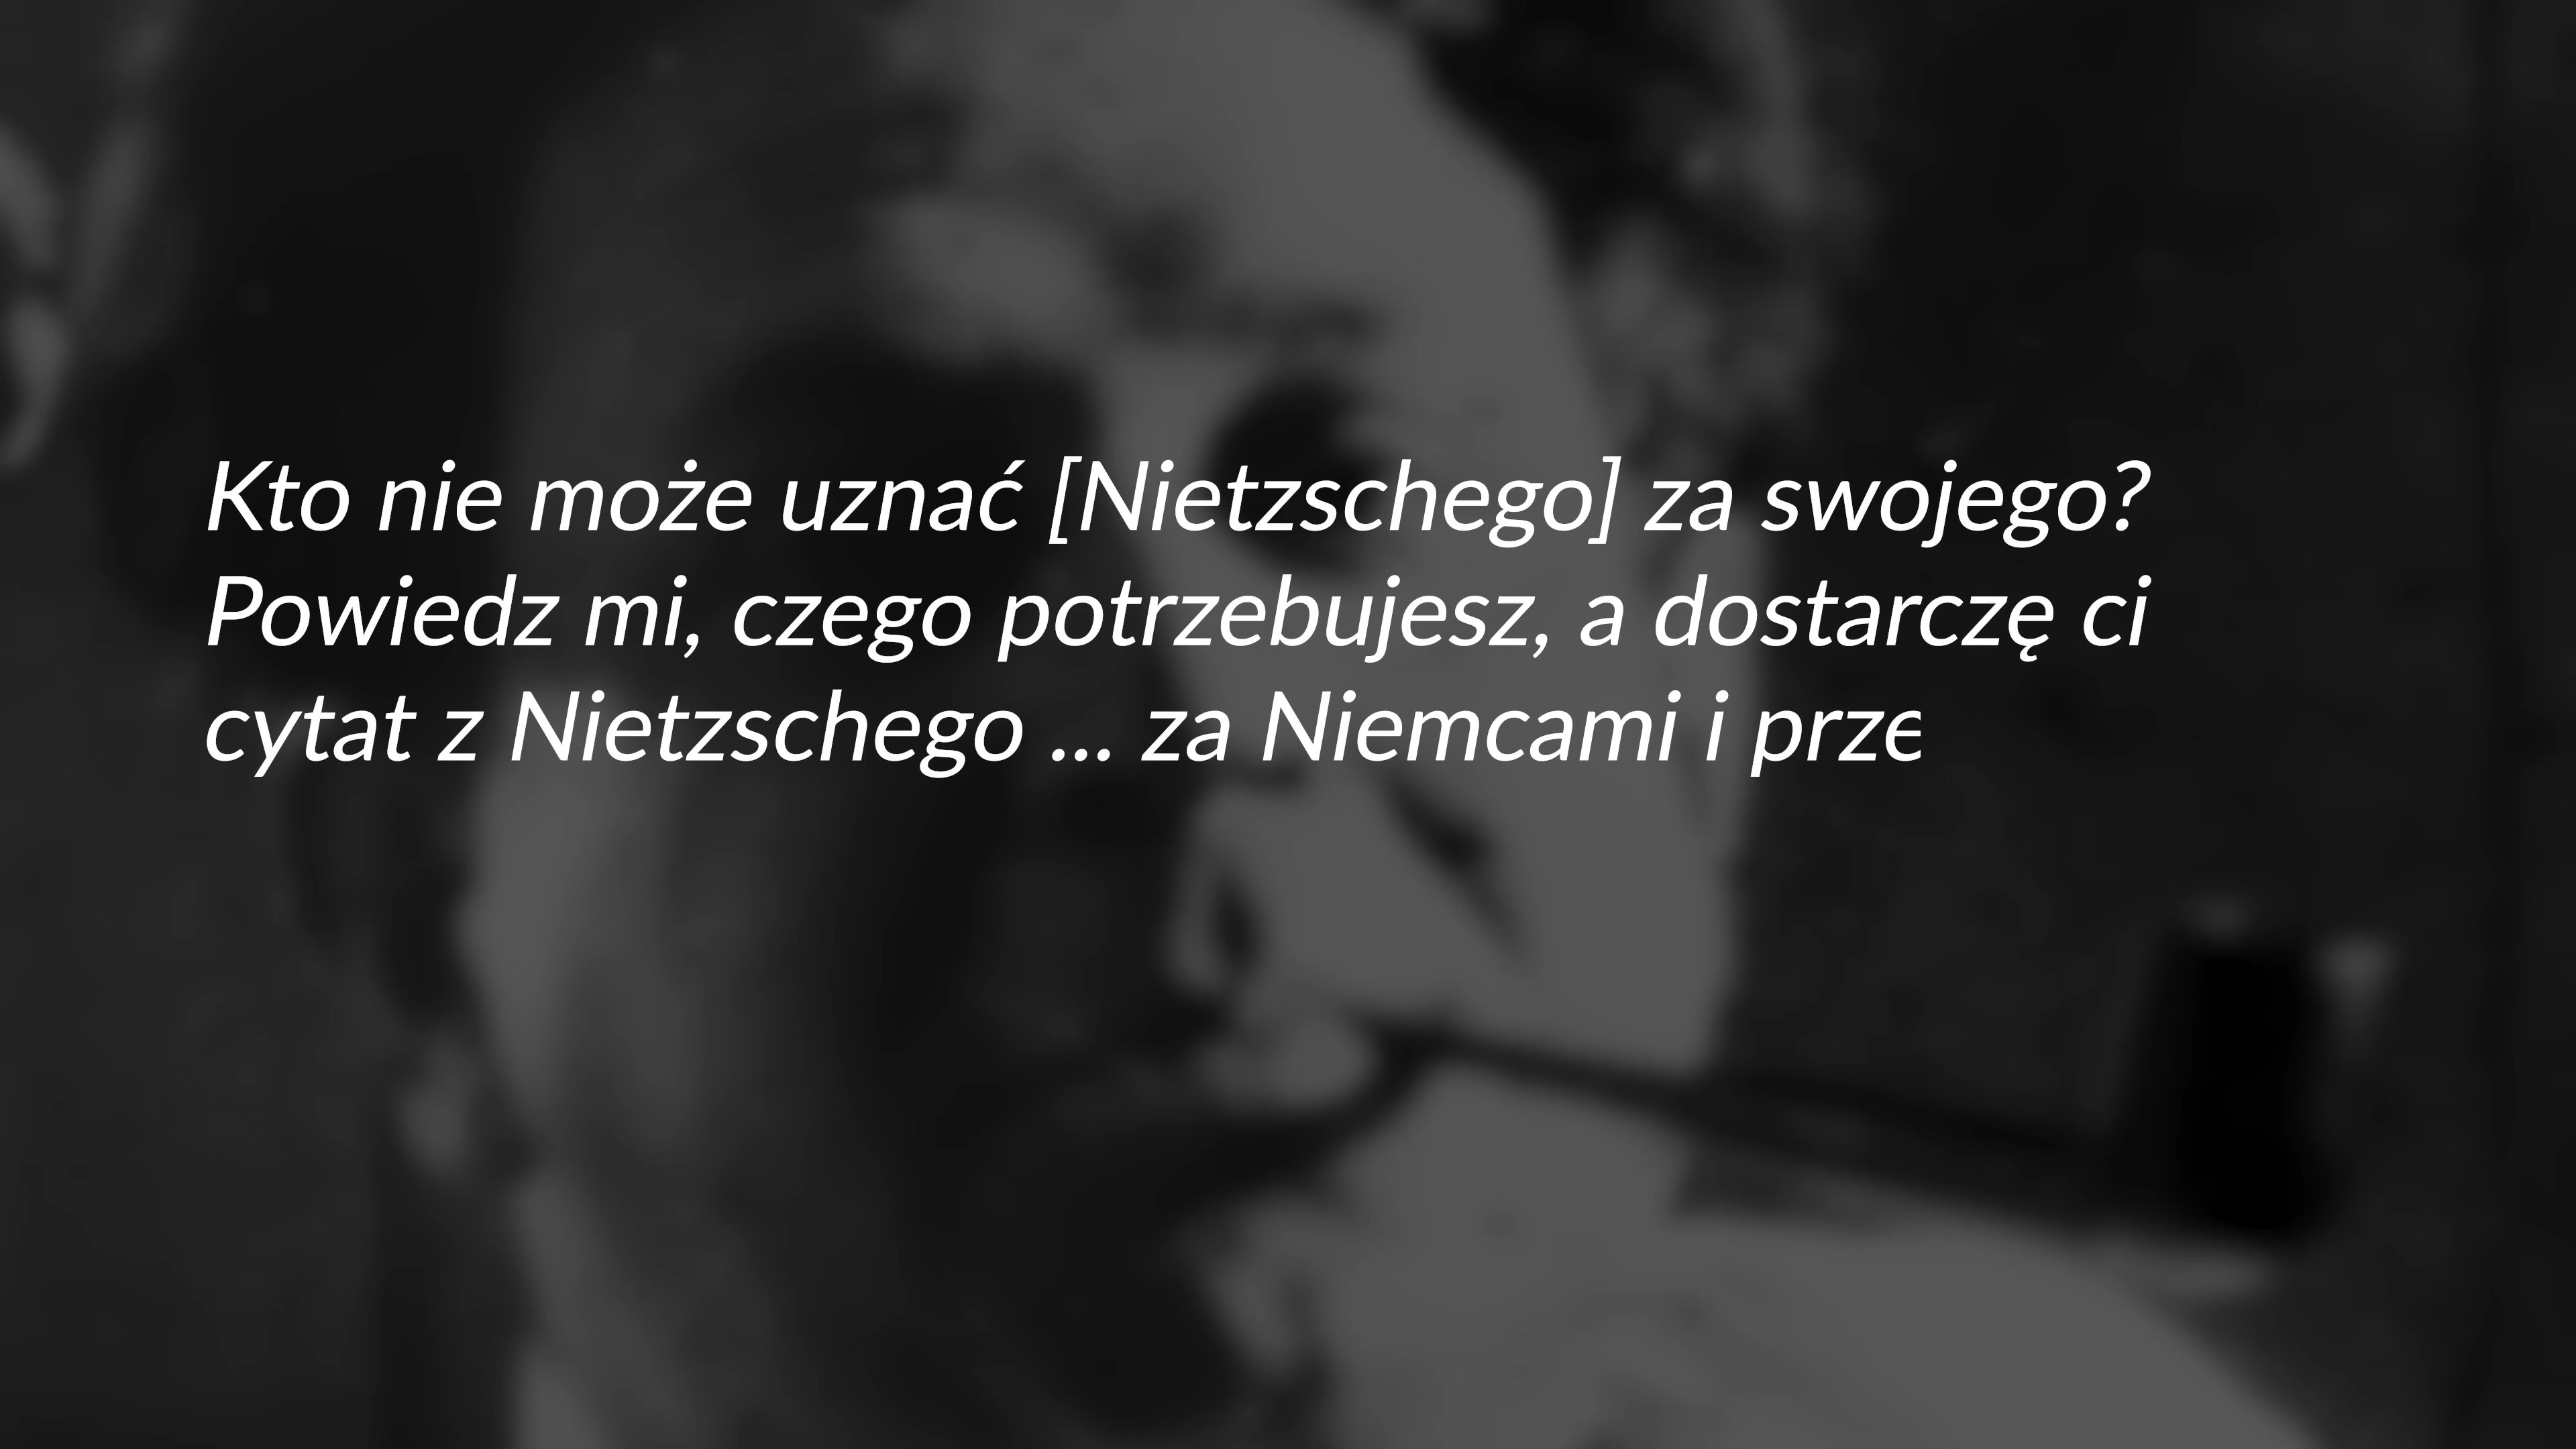 Kto nie może uznać [Nietzschego] za swojego?
Powiedz mi, czego potrzebujesz, a dostarczę ci
cytat z Nietzschego ... za Niemcami i prze